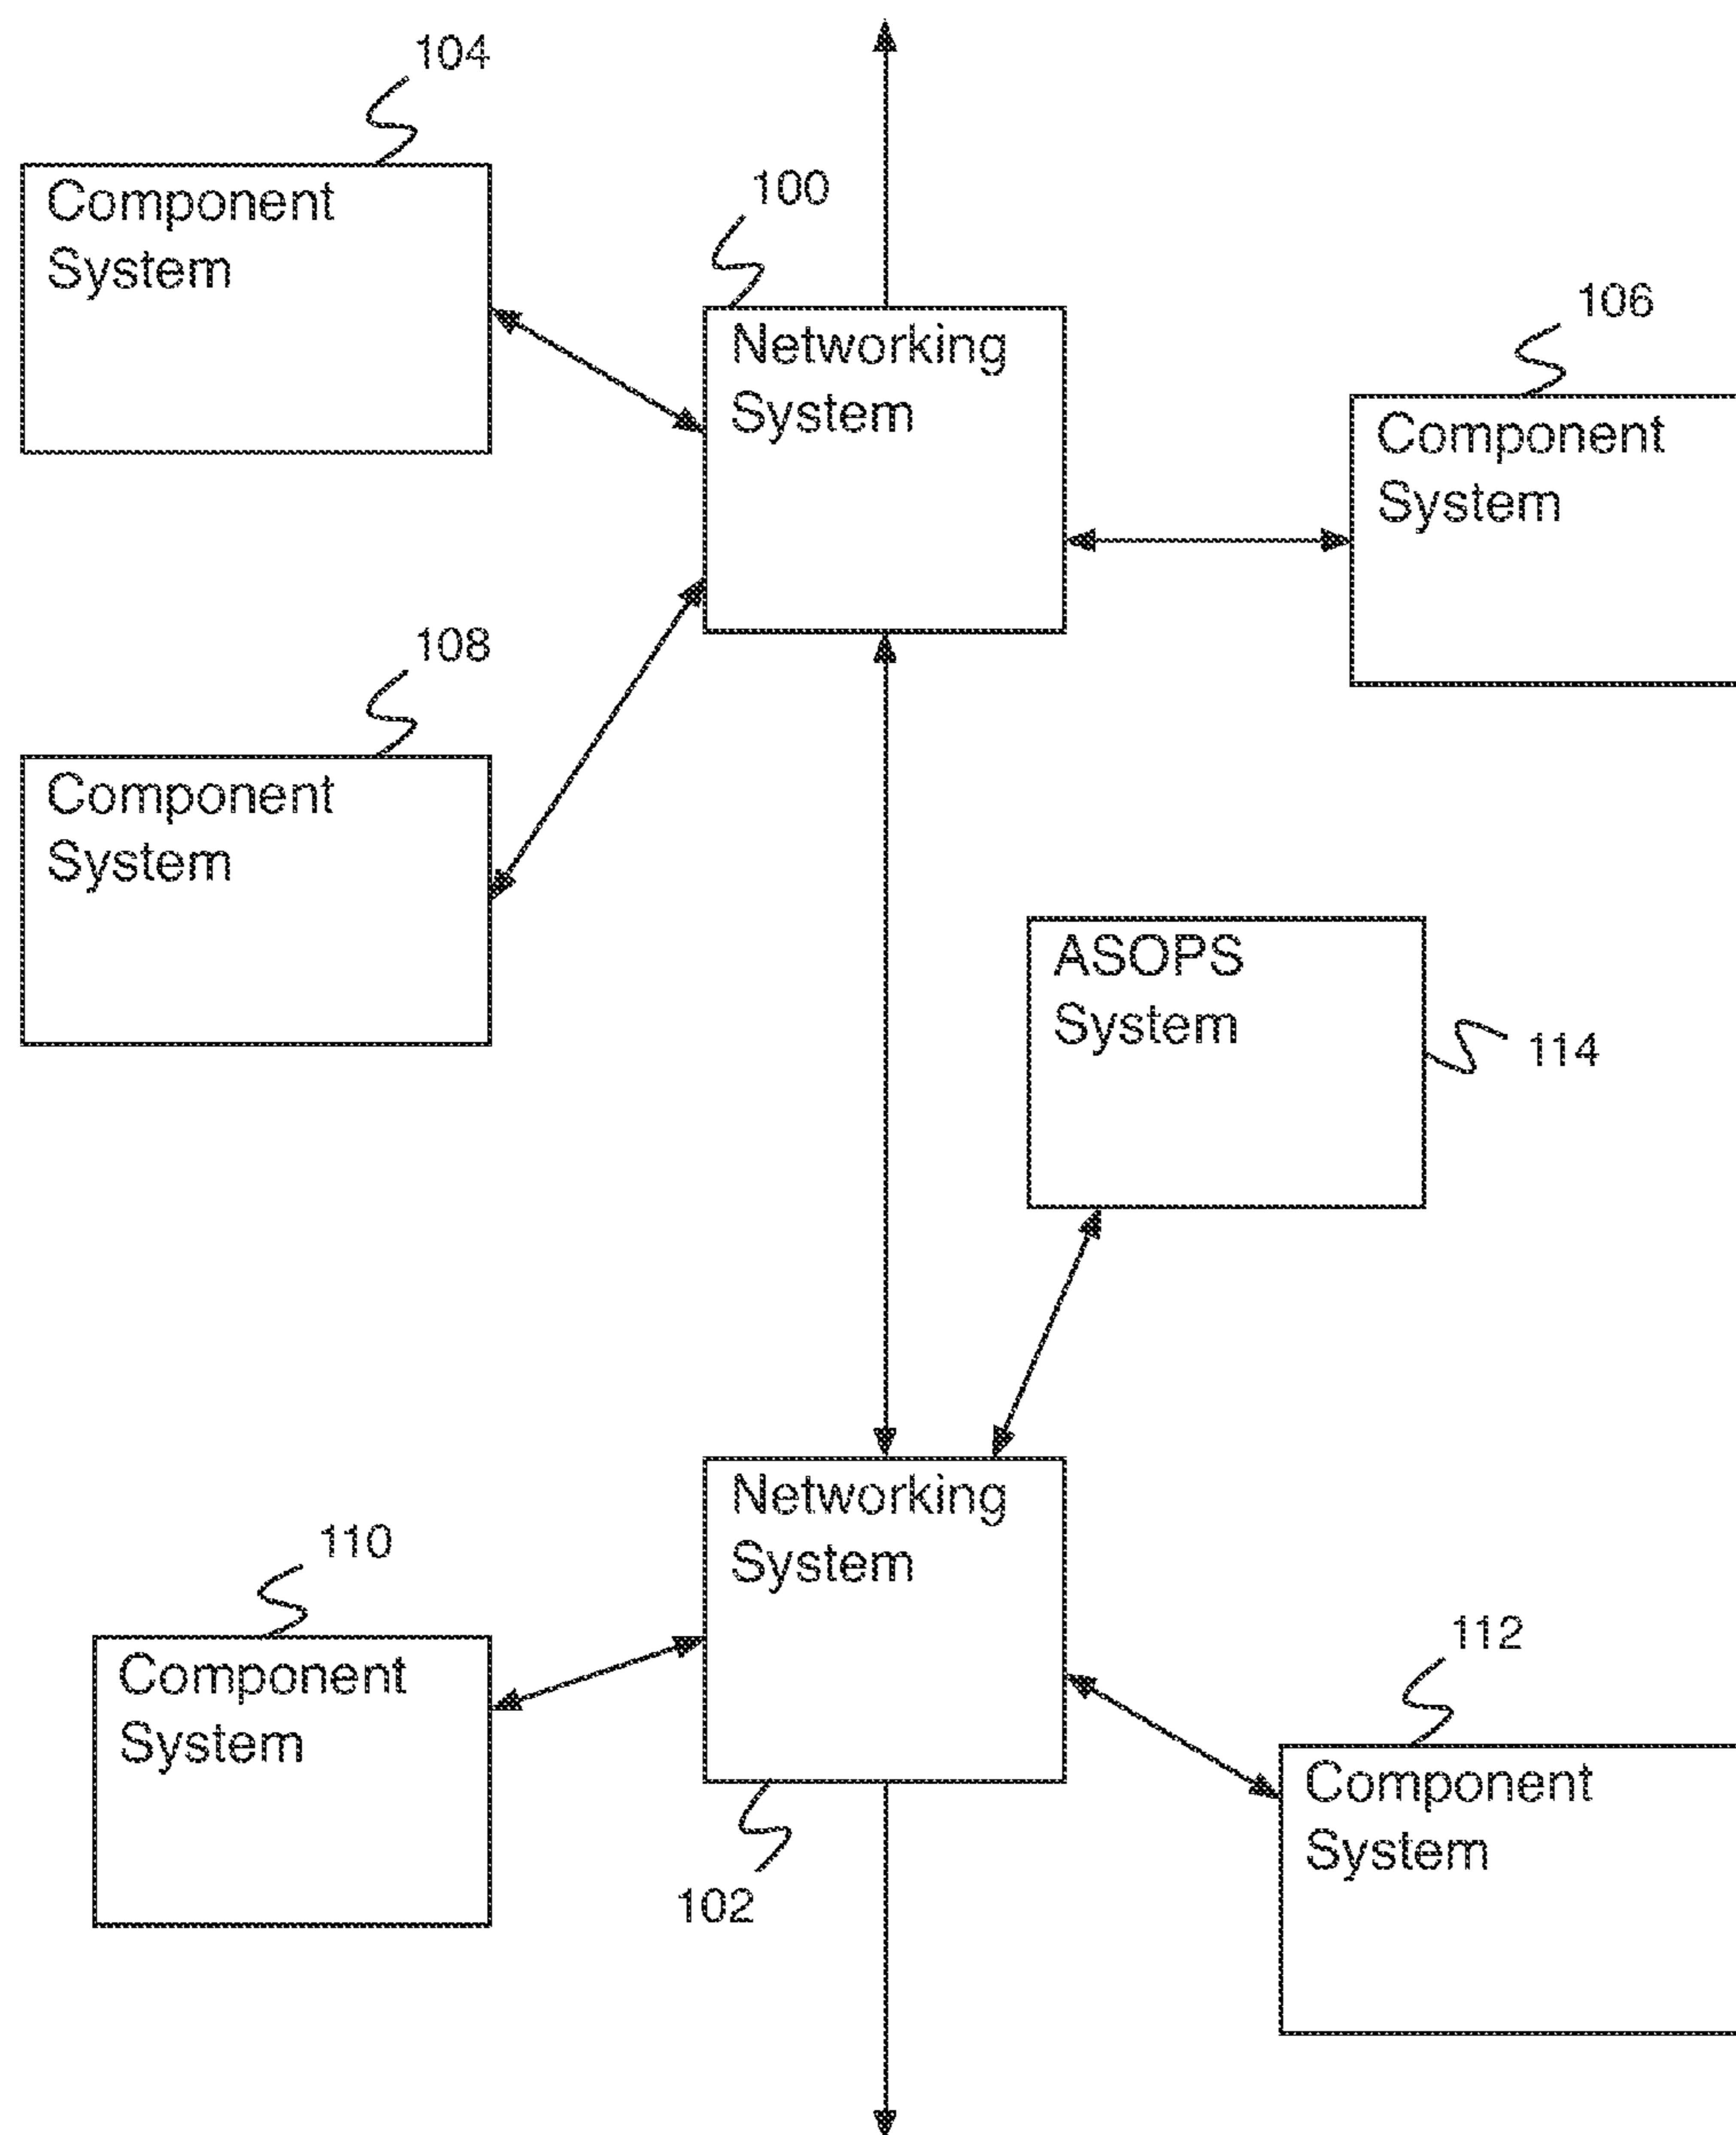 104
Component
System
100
Networking
System
106
Component
System
108
Component
System
ASOPS
System
114
Networking
System
110
Component
System
112
Component
System
102